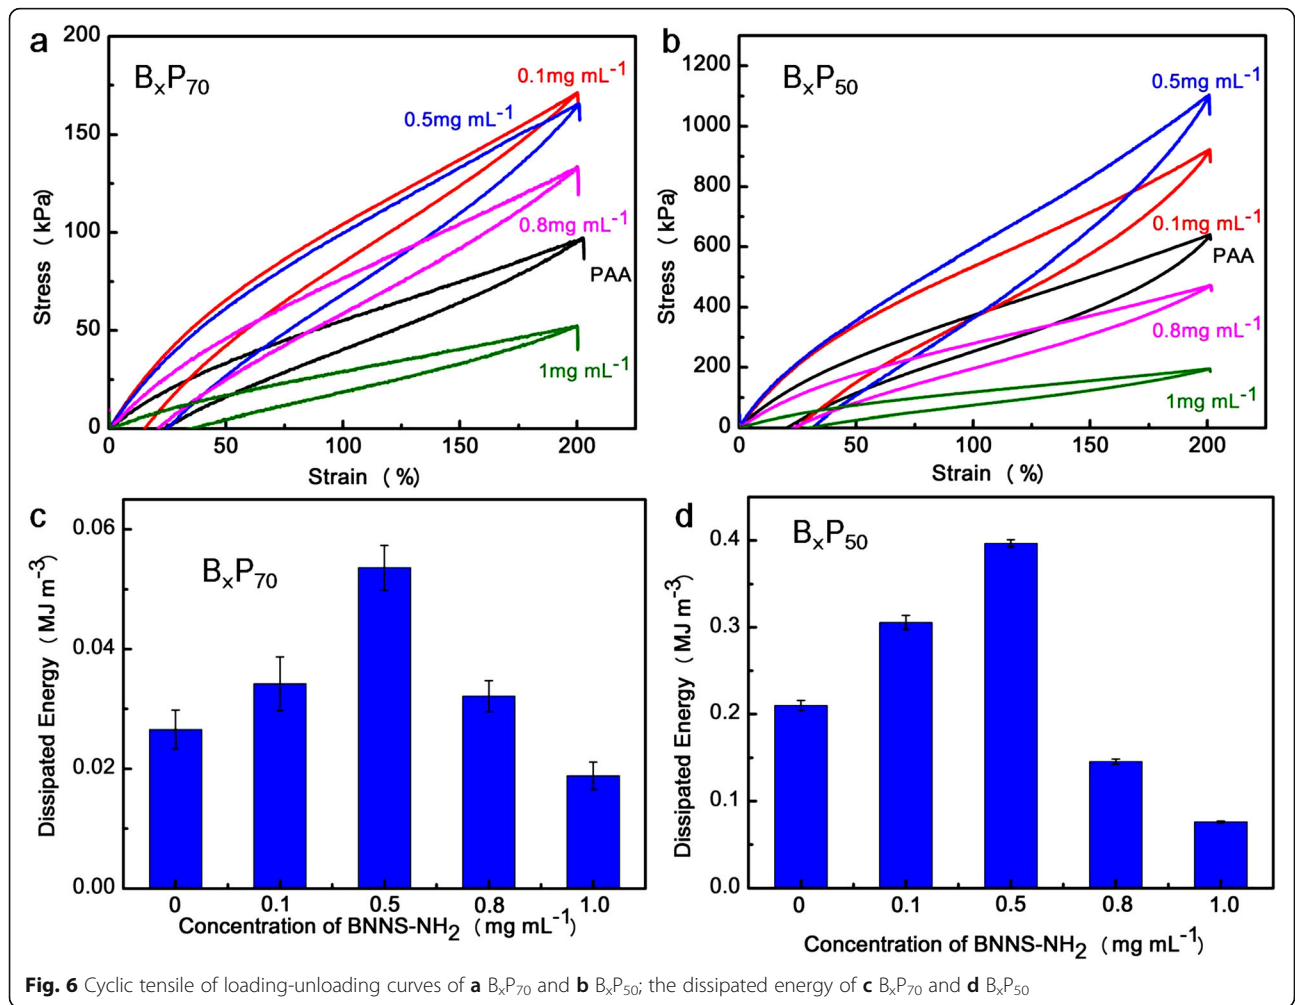 a
BₓP₇₀
0.1mg mL⁻¹
0.5mg mL⁻¹
0.8mg mL⁻¹
PAA
1mg mL⁻¹
200
150
100
50
0
0 50 100 150 200
Stress (kPa)
Strain (%)
b
BₓP₅₀
0.5mg mL⁻¹
0.1mg mL⁻¹
PAA
0.8mg mL⁻¹
1mg mL⁻¹
1200
1000
800
600
400
200
0
0 50 100 150 200
Stress (kPa)
Strain (%)
c
BₓP₇₀
0.06
0.04
0.02
0.00
0 0.1 0.5 0.8 1.0
Dissipated Energy (MJ m⁻³)
Concentration of BNNS-NH₂ (mg mL⁻¹)
d
BₓP₅₀
0.4
0.3
0.2
0.1
0.0
0 0.1 0.5 0.8 1.0
Dissipated Energy (MJ m⁻³)
Concentration of BNNS-NH₂ (mg mL⁻¹)
Fig. 6 Cyclic tensile of loading-unloading curves of a BₓP₇₀ and b BₓP₅₀; the dissipated energy of c BₓP₇₀ and d BₓP₅₀